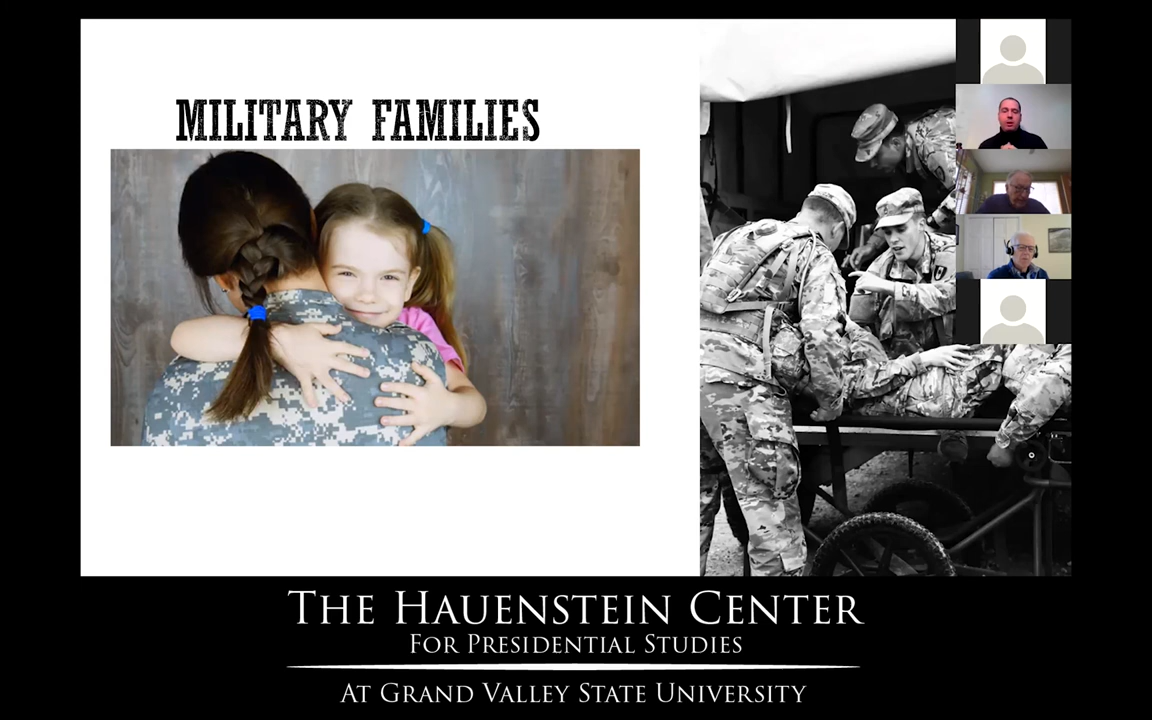 MILITARY FAMILIES
THE HAUENSTEIN CENTER
FOR PRESIDENTIAL STUDIES
AT GRAND VALLEY STATE UNIVERSITY